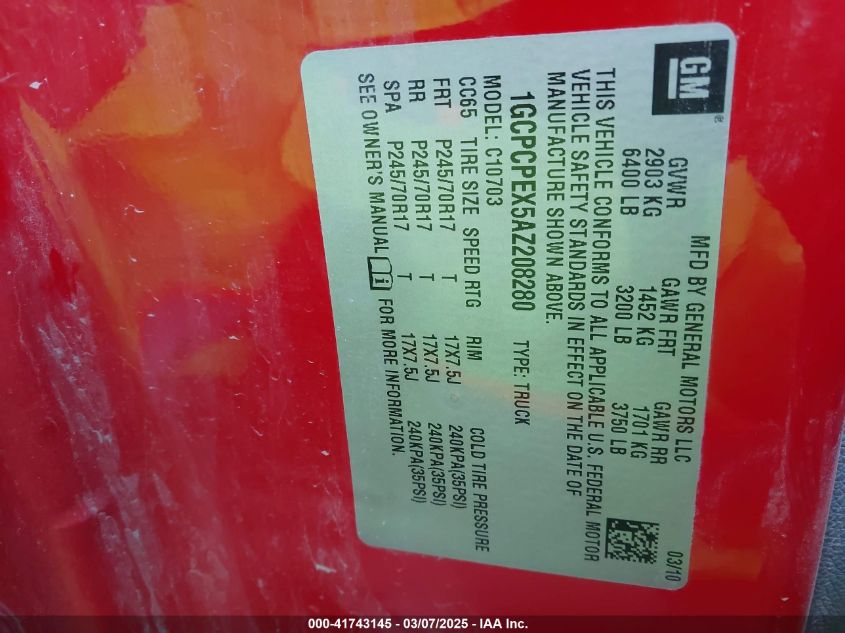 GM
®
MFD BY GENERAL MOTORS LLC 03/10
GVWR GAWR FRT GAWR RR
2903 KG 1452 KG 1701 KG
6400 LB 3200 LB 3750 LB
THIS VEHICLE CONFORMS TO ALL APPLICABLE U.S. FEDERAL MOTOR
VEHICLE SAFETY STANDARDS IN EFFECT ON THE DATE OF
MANUFACTURE SHOWN ABOVE.
1GCPCPEX5AZ208280 TYPE: TRUCK
MODEL: C10703
CC65 TIRE SIZE SPEED RTG RIM COLD TIRE PRESSURE
FRT P245/70R17 T 17X7.5J 240KPA(35PSI)
RR P245/70R17 T 17X7.5J 240KPA(35PSI)
SPA P245/70R17 T 17X7.5J 240KPA(35PSI)
SEE OWNER'S MANUAL i FOR MORE INFORMATION.
000-41743145 - 03/07/2025 - IAA Inc.